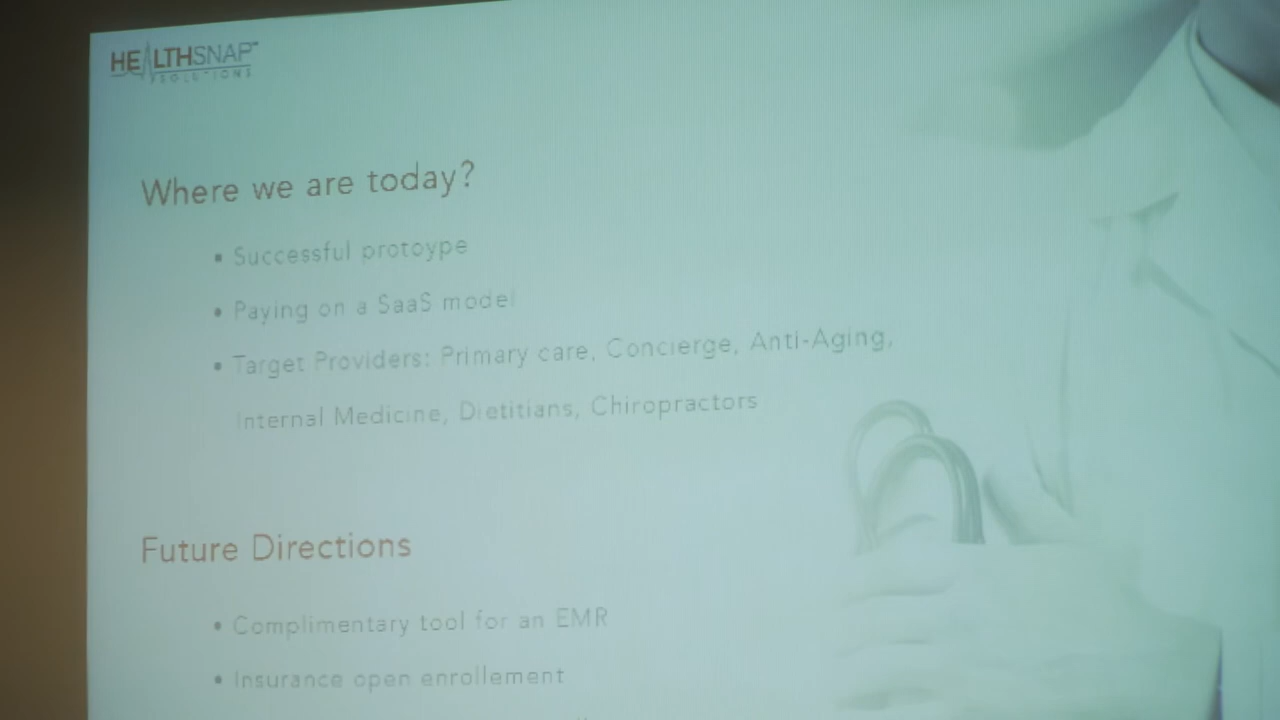 HEALTHSNAP™
SOLUTIONS
Where we are today?
• Successful protoype
• Paying on a SaaS model
• Target Providers: Primary care, Concierge, Anti-Aging,
Internal Medicine, Dietitians, Chiropractors
Future Directions
• Complimentary tool for an EMR
• Insurance open enrollement